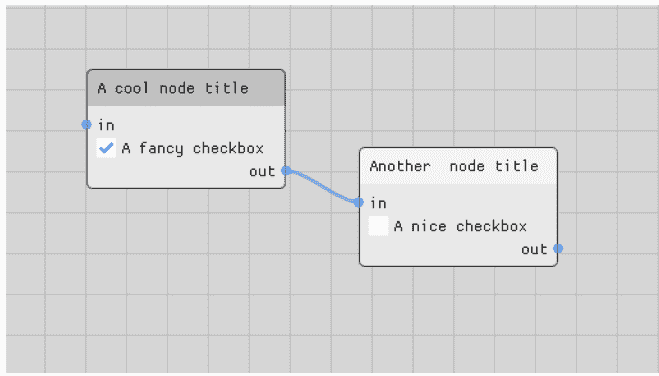 A cool node title
in
A fancy checkbox
out
Another  node title
in
A nice checkbox
out